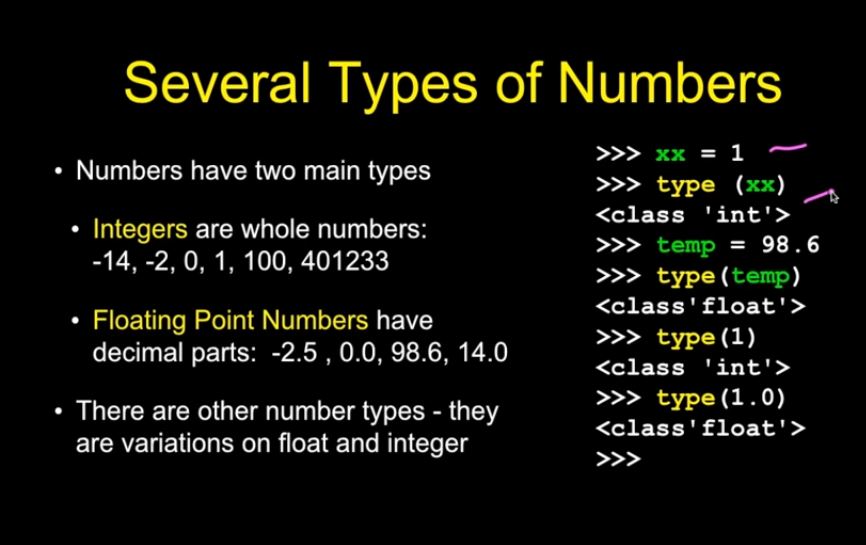 Several Types of Numbers
• Numbers have two main types
• Integers are whole numbers:
-14, -2, 0, 1, 100, 401233
• Floating Point Numbers have
decimal parts: -2.5 , 0.0, 98.6, 14.0
• There are other number types - they
are variations on float and integer
>>> xx = 1
>>> type (xx)
<class 'int'>
>>> temp = 98.6
>>> type(temp)
<class'float'>
>>> type(1)
<class 'int'>
>>> type(1.0)
<class'float'>
>>>